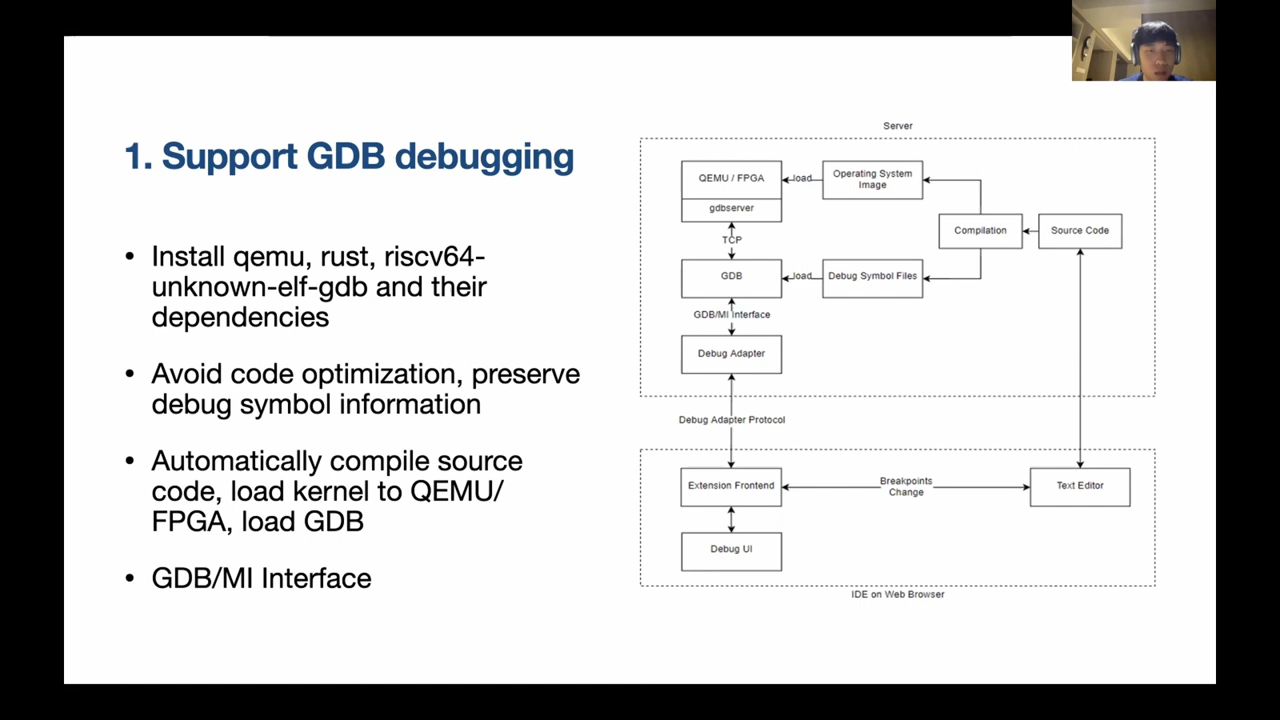 1. Support GDB debugging
• Install qemu, rust, riscv64-
unknown-elf-gdb and their
dependencies
• Avoid code optimization, preserve
debug symbol information
• Automatically compile source
code, load kernel to QEMU/
FPGA, load GDB
• GDB/MI Interface
Server
QEMU / FPGA
gdbserver
load
Operating System
Image
Compilation
Source Code
TCP
GDB
load
Debug Symbol Files
GDB/MI Interface
Debug Adapter
Debug Adapter Protocol
Extension Frontend
Breakpoints
Change
Text Editor
Debug UI
IDE on Web Browser